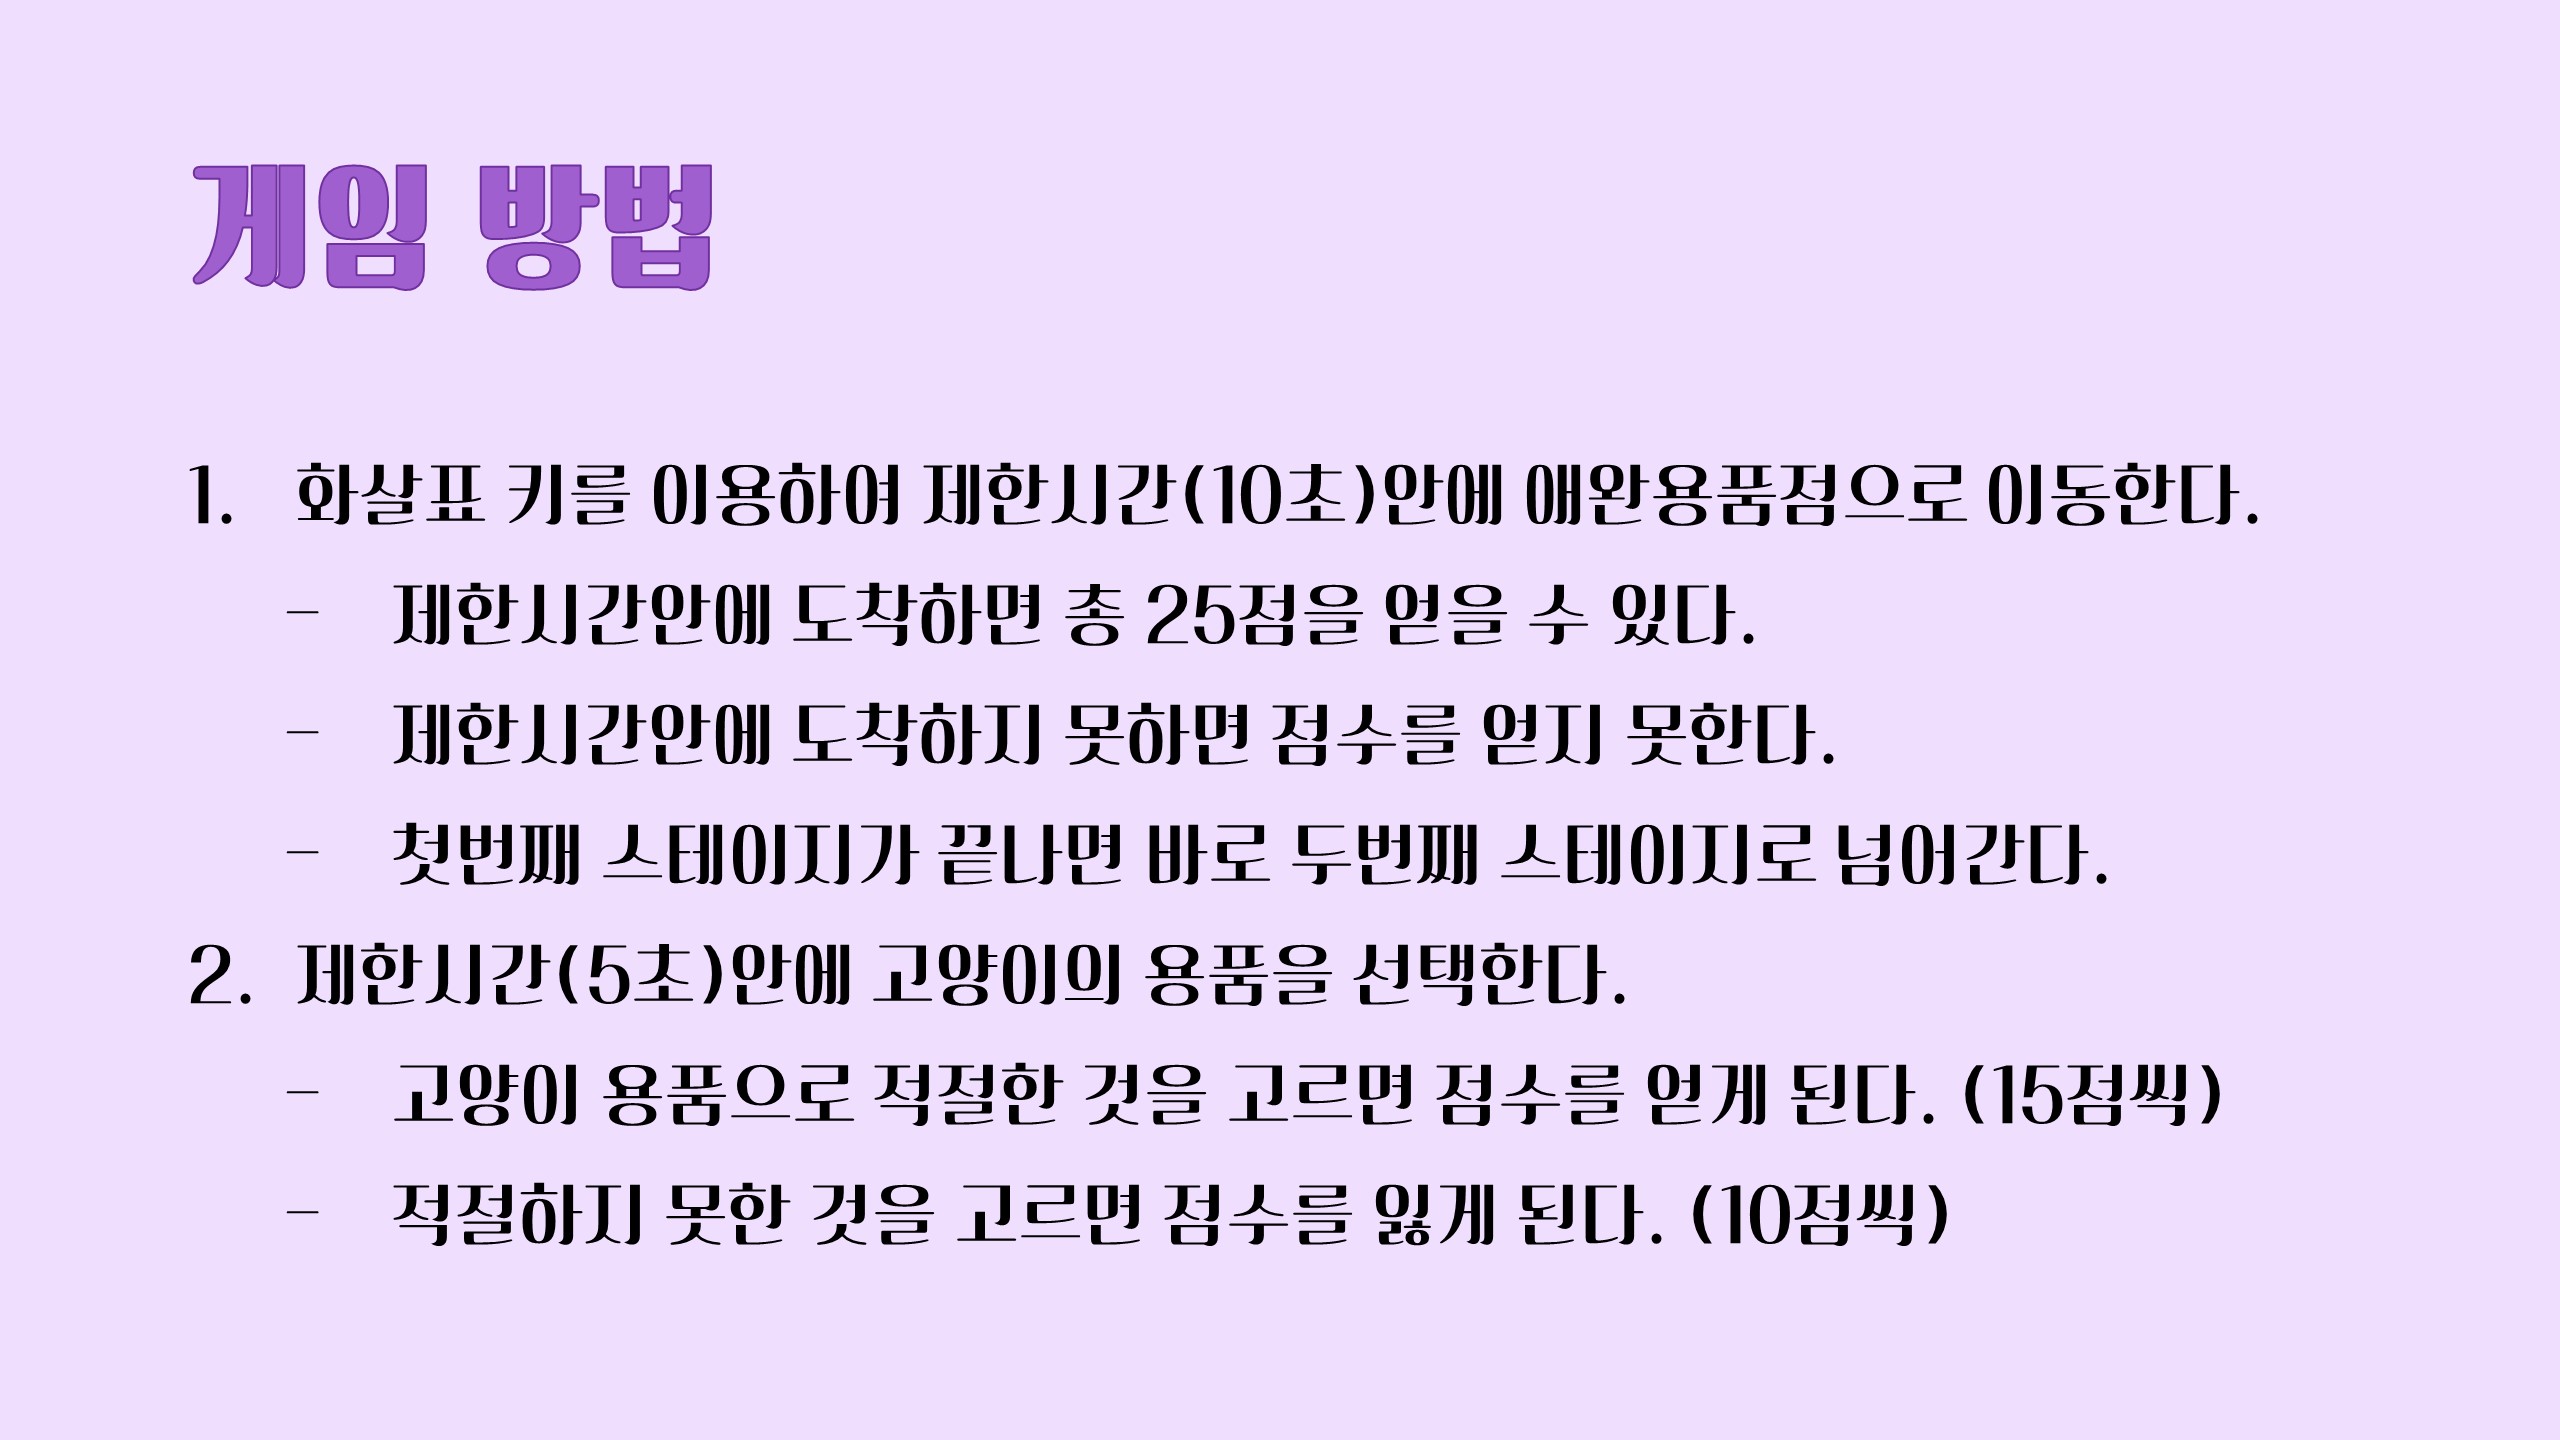 게임 방법
1. 화살표 키를 이용하여 제한시간(10초)안에 애완용품점으로 이동한다.
- 제한시간안에 도착하면 총 25점을 얻을 수 있다.
- 제한시간안에 도착하지 못하면 점수를 얻지 못한다.
- 첫번째 스테이지가 끝나면 바로 두번째 스테이지로 넘어간다.
2. 제한시간(5초)안에 고양이의 용품을 선택한다.
- 고양이 용품으로 적절한 것을 고르면 점수를 얻게 된다. (15점씩)
- 적절하지 못한 것을 고르면 점수를 잃게 된다. (10점씩)